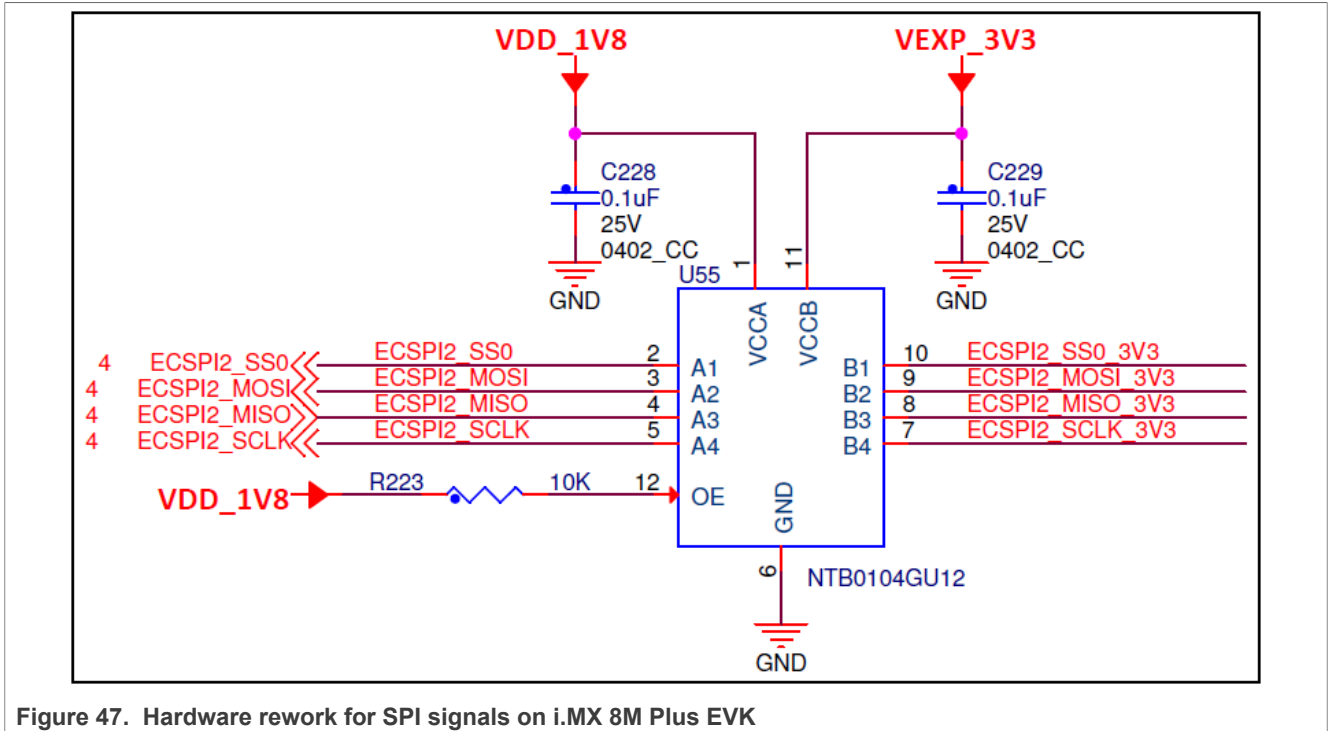 VDD_1V8 VEXP_3V3
C228 C229
0.1uF 0.1uF
25V 25V
0402_CC 0402_CC
GND GND
U55 1 11
VCCA VCCB
4 ECSPI2_SS0 ECSPI2_SS0 2 A1 B1 10 ECSPI2_SS0_3V3
4 ECSPI2_MOSI ECSPI2_MOSI 3 A2 B2 9 ECSPI2_MOSI_3V3
4 ECSPI2_MISO ECSPI2_MISO 4 A3 B3 8 ECSPI2_MISO_3V3
4 ECSPI2_SCLK ECSPI2_SCLK 5 A4 B4 7 ECSPI2_SCLK_3V3
VDD_1V8 R223 10K 12 OE
GND
6 NTB0104GU12
GND
Figure 47. Hardware rework for SPI signals on i.MX 8M Plus EVK